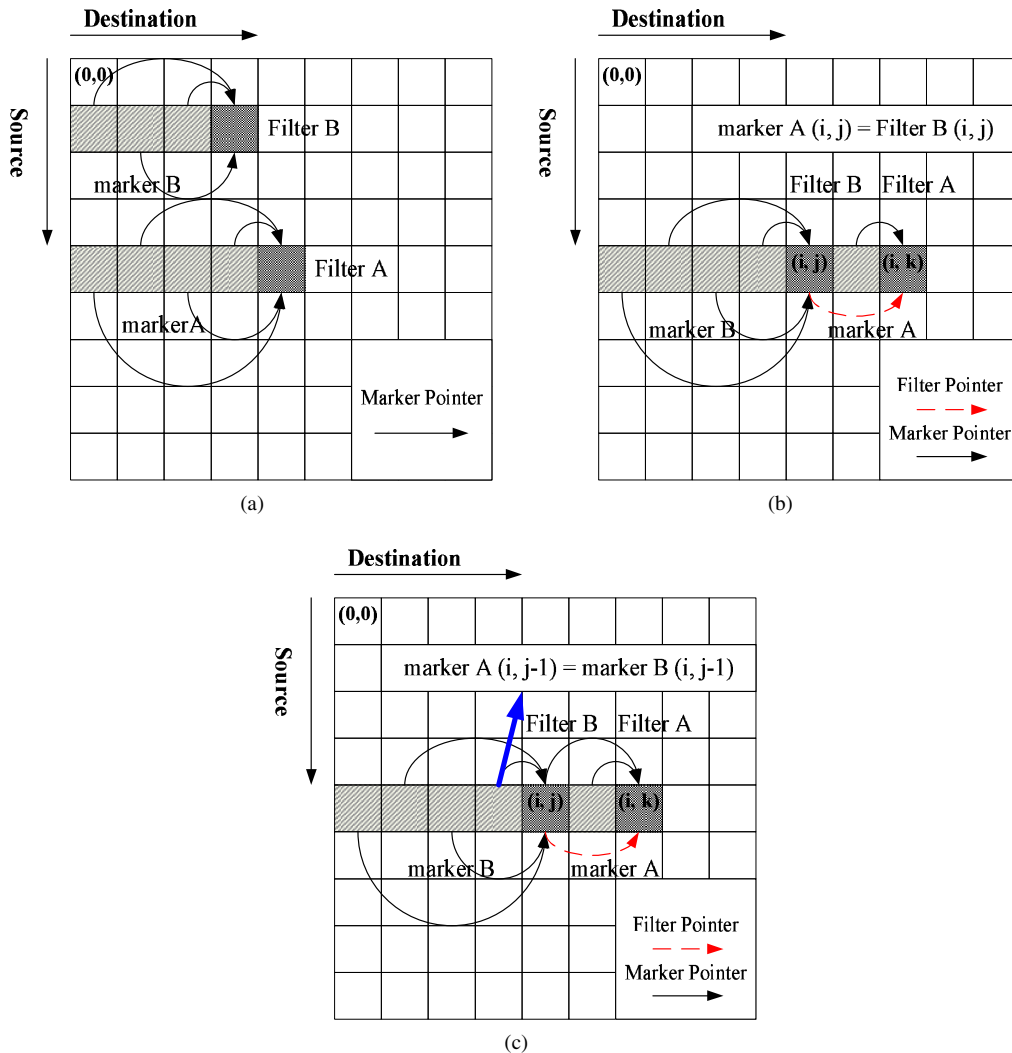 (a)
Destination
Source
(0,0)
Filter B
marker B
Filter A
markerA
Marker Pointer
Destination
Source
(0,0)
marker A (i, j) = Filter B (i, j)
Filter B
Filter A
(i, j)
(i, k)
marker B
marker A
Filter Pointer
Marker Pointer
(a)
(b)
Destination
Source
(0,0)
marker A (i, j-1) = marker B (i, j-1)
Filter B
Filter A
(i, j)
(i, k)
marker B
marker A
Filter Pointer
Marker Pointer
(c)